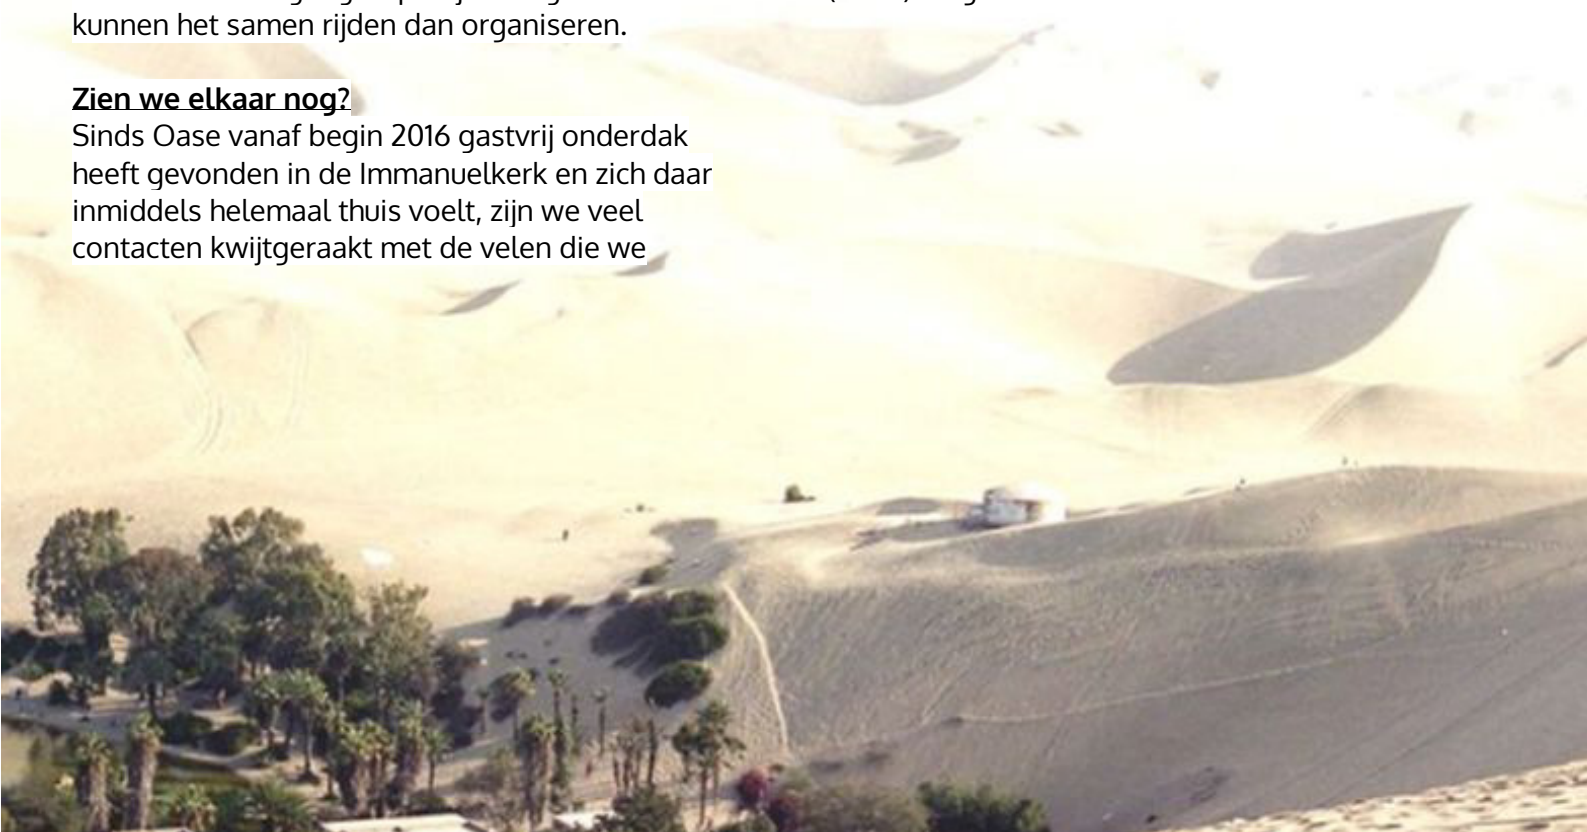 kunnen het samen rijden dan organiseren.
Zien we elkaar nog?
Sinds Oase vanaf begin 2016 gastvrij onderdak
heeft gevonden in de Immanuelkerk en zich daar
inmiddels helemaal thuis voelt, zijn we veel
contacten kwijtgeraakt met de velen die we